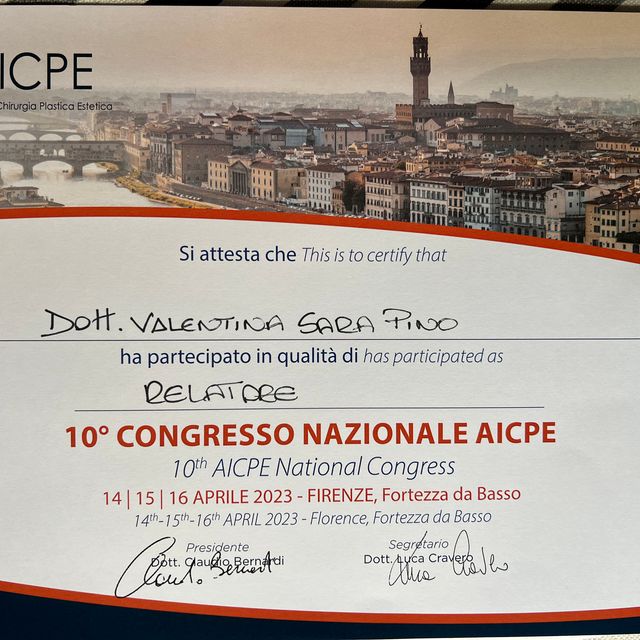 ICPE
Chirurgia Plastica Estetica
Si attesta che This is to certify that
Dott. VALENTINA SARA PINO
ha partecipato in qualità di has participated as
RELATORE
10° CONGRESSO NAZIONALE AICPE
10th AICPE National Congress
14 | 15 | 16 APRILE 2023 - FIRENZE, Fortezza da Basso
14th-15th-16th APRIL 2023 - Florence, Fortezza da Basso
Presidente
Dott. Claudio Bernardi
Segretario
Dott. Luca Cravero